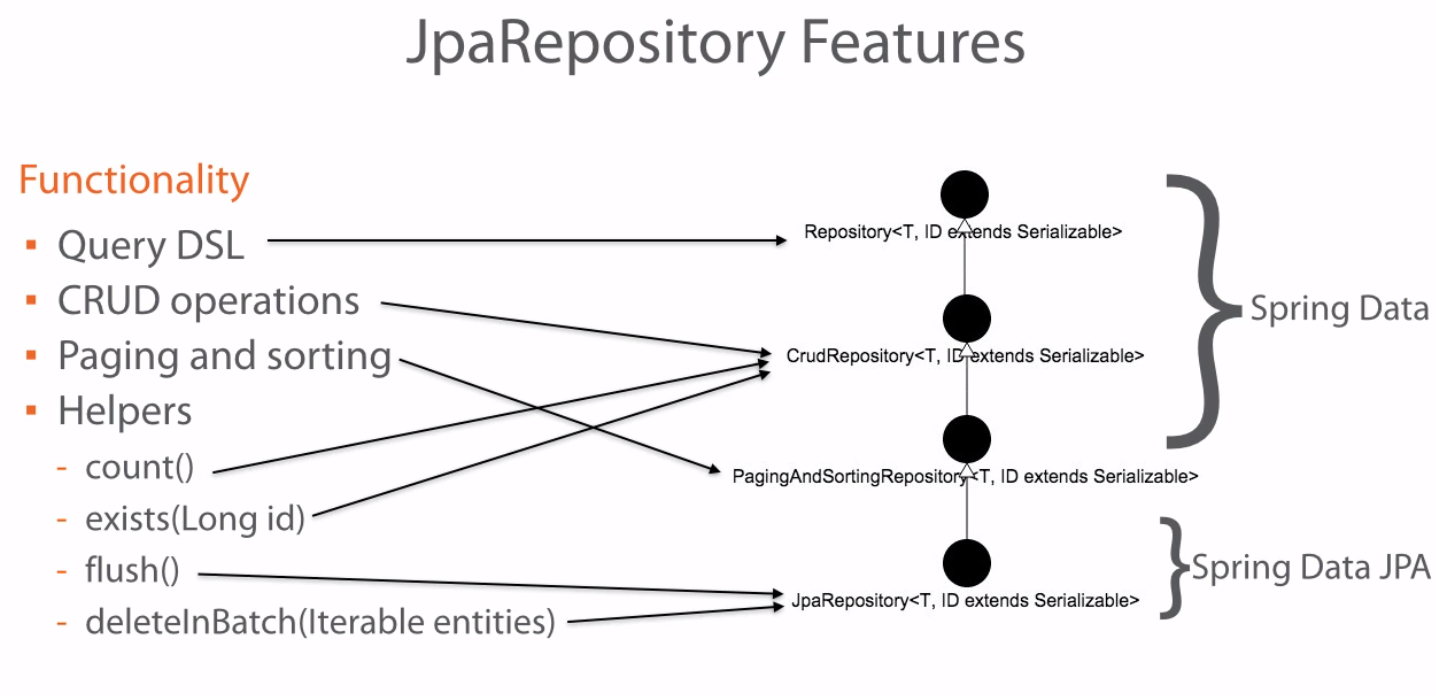 JpaRepository Features
Functionality
▪ Query DSL
▪ CRUD operations
▪ Paging and sorting
▪ Helpers
- count()
- exists(Long id)
- flush()
- deleteInBatch(Iterable entities)
Repository<T, ID extends Serializable>
CrudRepository<T, ID extends Serializable>
PagingAndSortingRepository<T, ID extends Serializable>
JpaRepository<T, ID extends Serializable>
Spring Data
Spring Data JPA